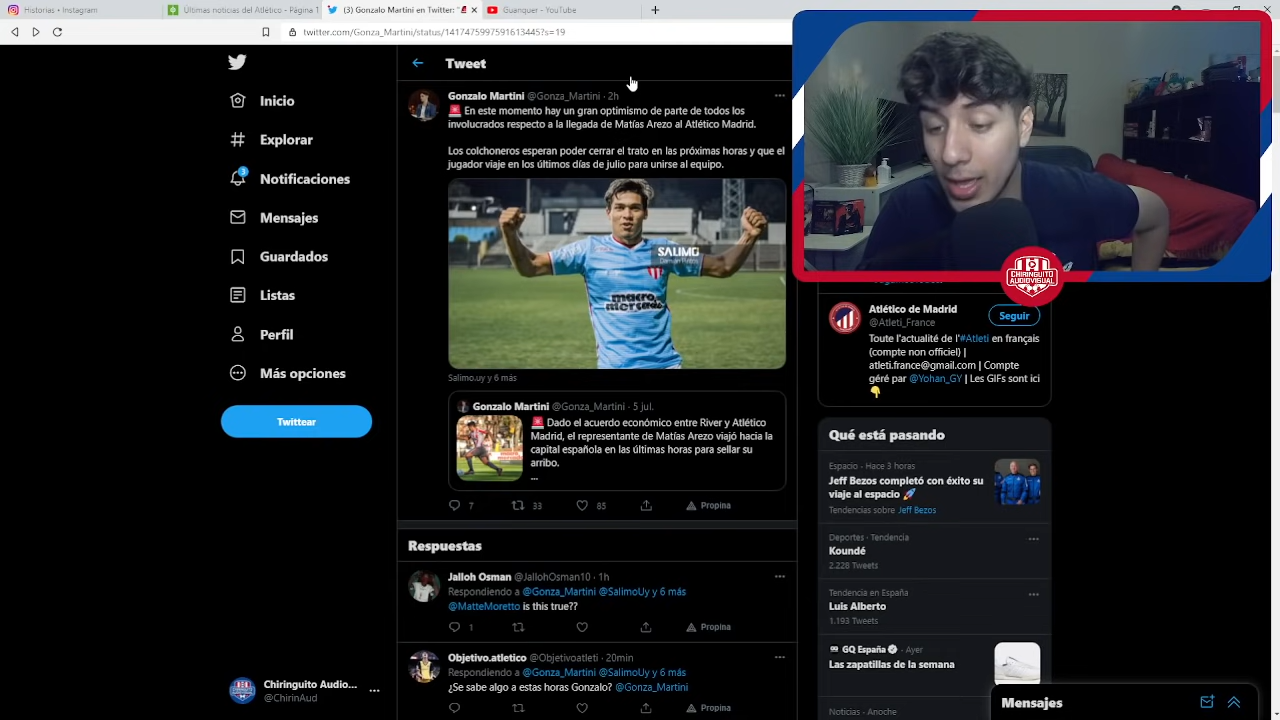 Historias • Instagram
Últimas noticias del Atlético - Página 1
(3) Gonzalo Martini en Twitter: "
Guanquer - YouTube
twitter.com/Gonza_Martini/status/1417475997591613445?s=19
Tweet
Inicio
Explorar
3
Notificaciones
Mensajes
Guardados
Listas
Perfil
Más opciones
Twittear
Chiringuito Audio...
@ChirinAud
Gonzalo Martini @Gonza_Martini · 2h
🚨 En este momento hay un gran optimismo de parte de todos los
involucrados respecto a la llegada de Matías Arezo al Atlético Madrid.
Los colchoneros esperan poder cerrar el trato en las próximas horas y que el
jugador viaje en los últimos días de julio para unirse al equipo.
SALIMO
macro
mercado
Salimo.uy y 6 más
Gonzalo Martini @Gonza_Martini · 5 jul.
🚨 Dado el acuerdo económico entre River y Atlético
Madrid, el representante de Matías Arezo viajó hacia la
capital española en las últimas horas para sellar su
arribo.
...
7 33 85 Propina
Respuestas
Jalloh Osman @JallohOsman10 · 1h
Respondiendo a @Gonza_Martini @SalimoUy y 6 más
@MatteMoretto is this true??
1 Propina
Objetivo.atletico @Objetivoatleti · 20min
Respondiendo a @Gonza_Martini @SalimoUy y 6 más
¿Se sabe algo a estas horas Gonzalo? @Gonza_Martini
Propina
CHIRINGUITO
AUDIOVISUAL
Atlético de Madrid
@Atleti_France
Seguir
Toute l'actualité de l'#Atleti en français
(compte non officiel) |
atleti.france@gmail.com | Compte
géré par @Yohan_GY | Les GIFs sont ici
👇
Qué está pasando
Espacio · Hace 3 horas
Jeff Bezos completó con éxito su
viaje al espacio 🚀
Tendencias sobre Jeff Bezos
Deportes · Tendencia
Koundé
2.228 Tweets
Tendencia en España
Luis Alberto
1.193 Tweets
GQ España · Ayer
Las zapatillas de la semana
Noticias · Anoche
Mensajes